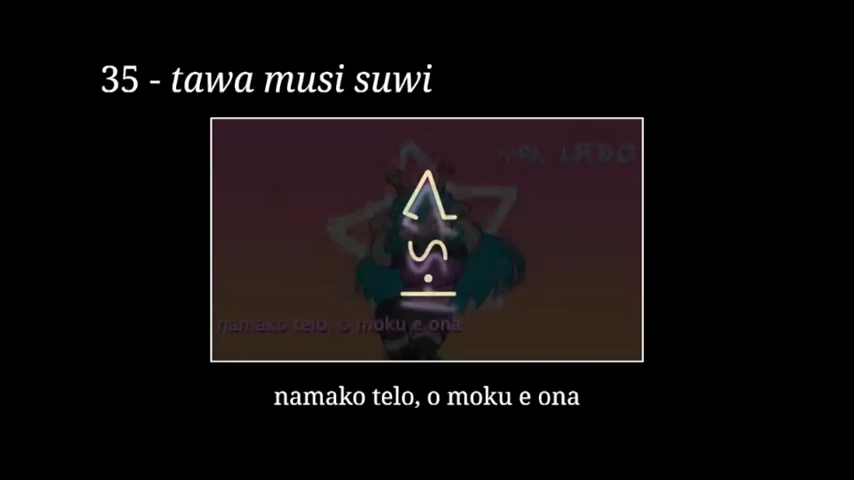 35 - tawa musi suwi
namako telo, o moku e ona
namako telo, o moku e ona